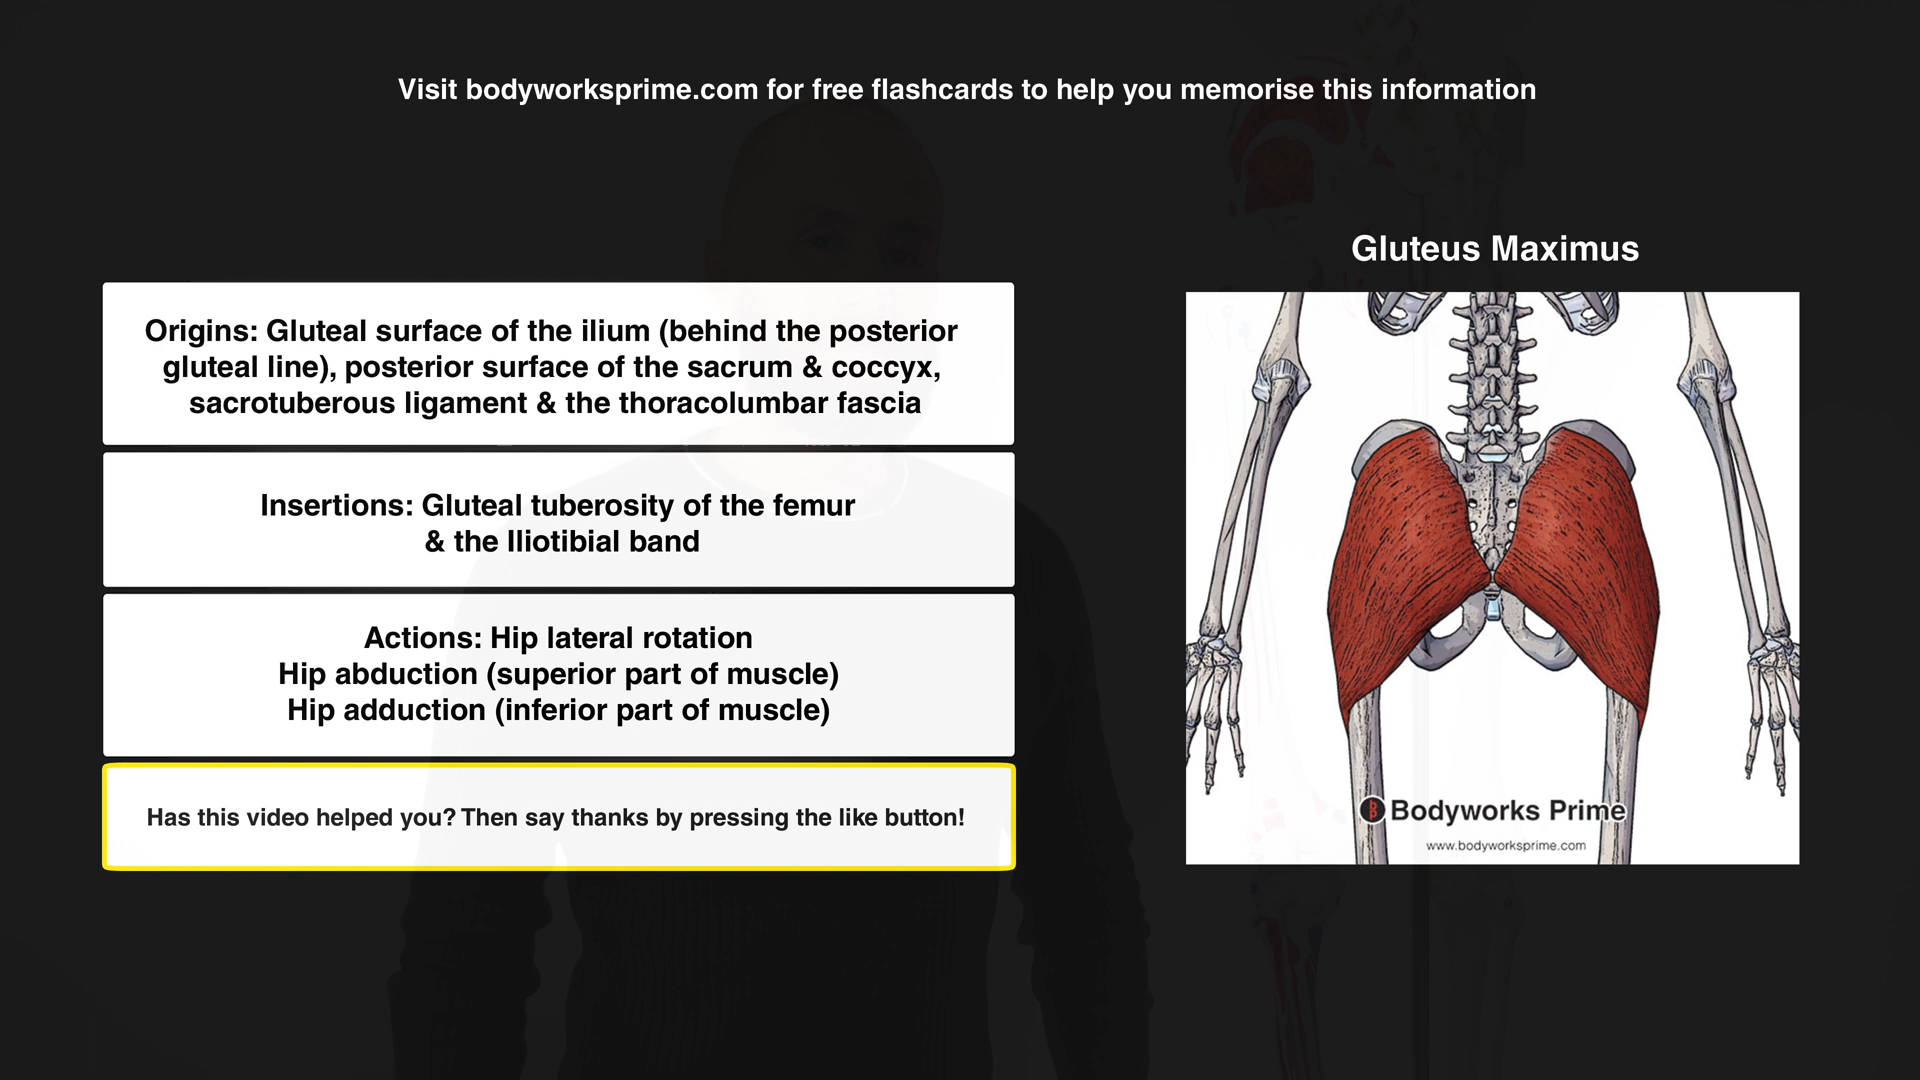 Visit bodyworksprime.com for free flashcards to help you memorise this information
Gluteus Maximus
Origins: Gluteal surface of the ilium (behind the posterior
gluteal line), posterior surface of the sacrum & coccyx,
sacrotuberous ligament & the thoracolumbar fascia
Insertions: Gluteal tuberosity of the femur
& the Iliotibial band
Actions: Hip lateral rotation
Hip abduction (superior part of muscle)
Hip adduction (inferior part of muscle)
Has this video helped you? Then say thanks by pressing the like button!
Bodyworks Prime
www.bodyworksprime.com